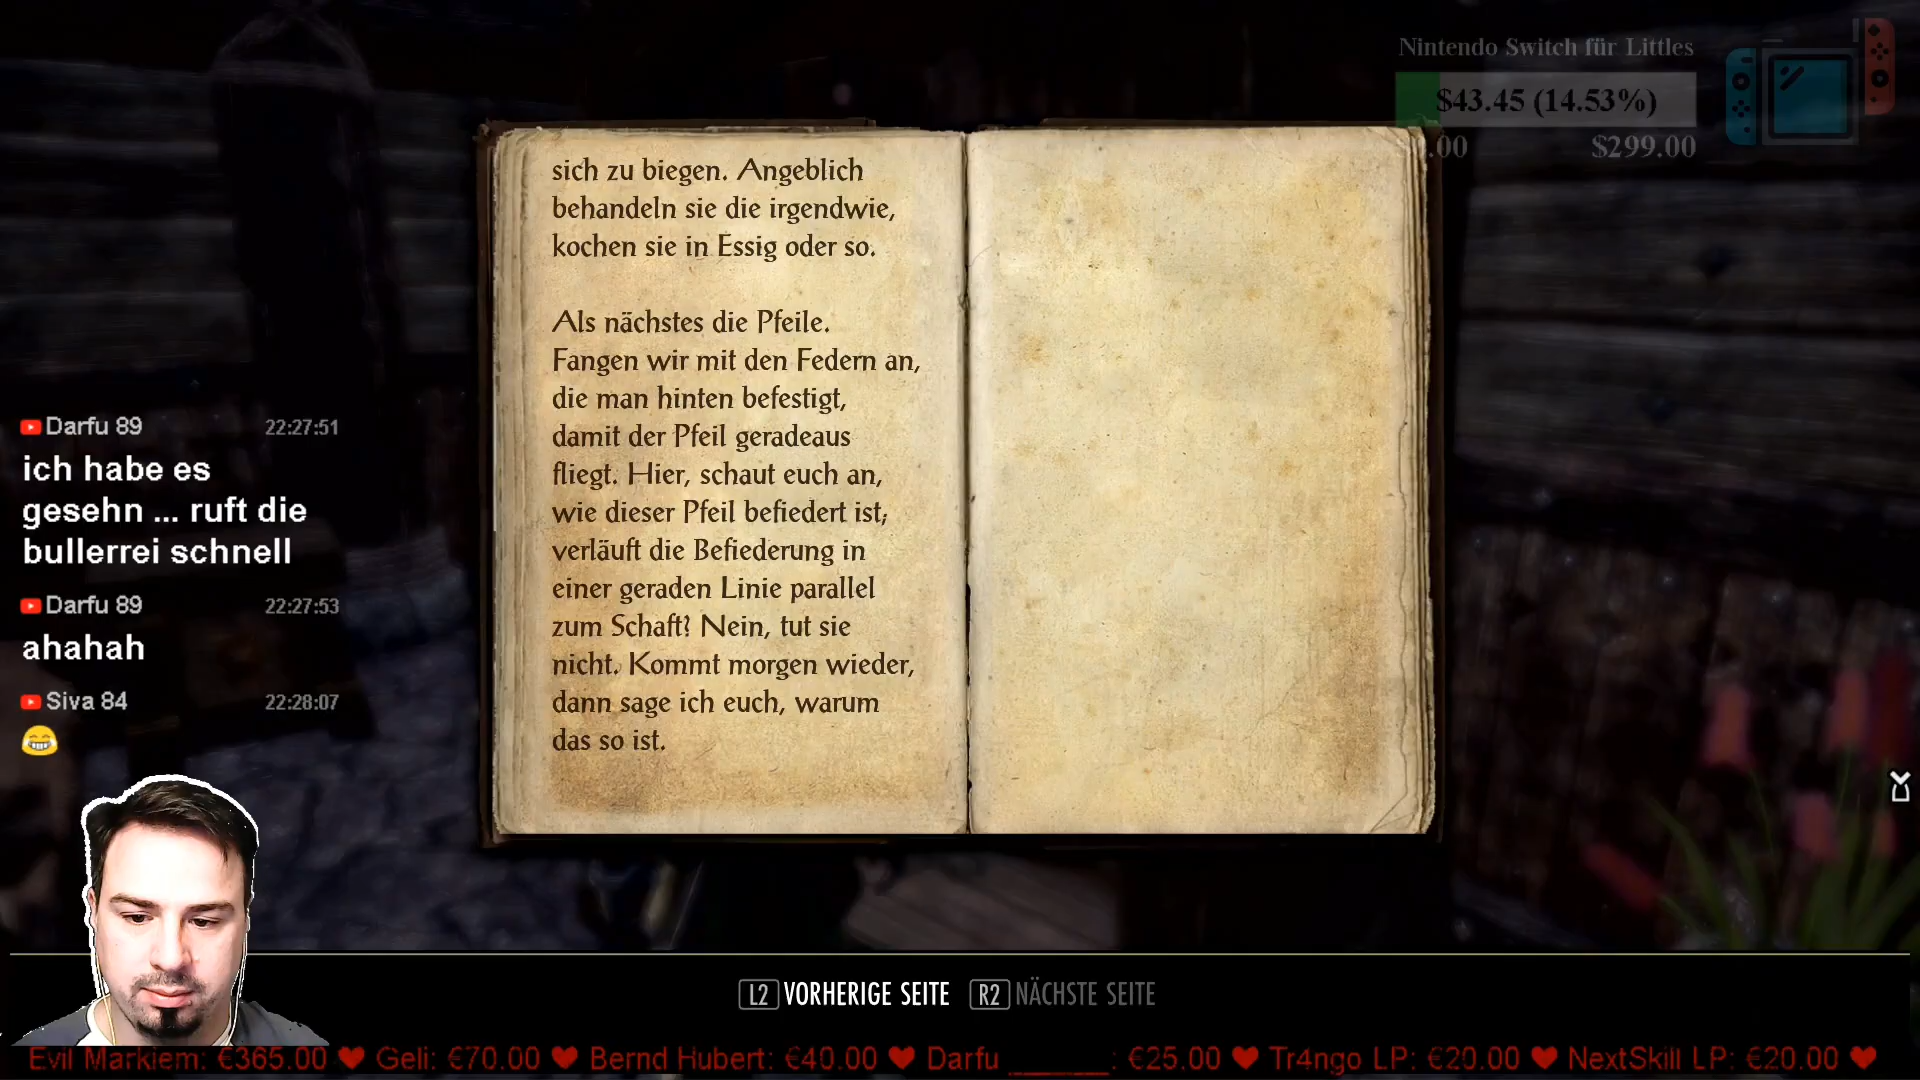 Nintendo Switch für Littles
$43.45 (14.53%)
.00 $299.00
sich zu biegen. Angeblich
behandeln sie die irgendwie,
kochen sie in Essig oder so.
Als nächstes die Pfeile.
Fangen wir mit den Federn an,
die man hinten befestigt,
damit der Pfeil geradeaus
fliegt. Hier, schaut euch an,
wie dieser Pfeil befiedert ist;
verläuft die Befiederung in
einer geraden Linie parallel
zum Schaft? Nein, tut sie
nicht. Kommt morgen wieder,
dann sage ich euch, warum
das so ist.
Darfu 89 22:27:51
ich habe es
gesehn ... ruft die
bullerrei schnell
Darfu 89 22:27:53
ahahah
Siva 84 22:28:07
😂
L2 VORHERIGE SEITE R2 NÄCHSTE SEITE
Evil Markiem: €365.00 ♥ Geli: €70.00 ♥ Bernd Hubert: €40.00 ♥ Darfu ______: €25.00 ♥ Tr4ngo LP: €20.00 ♥ NextSkill LP: €20.00 ♥